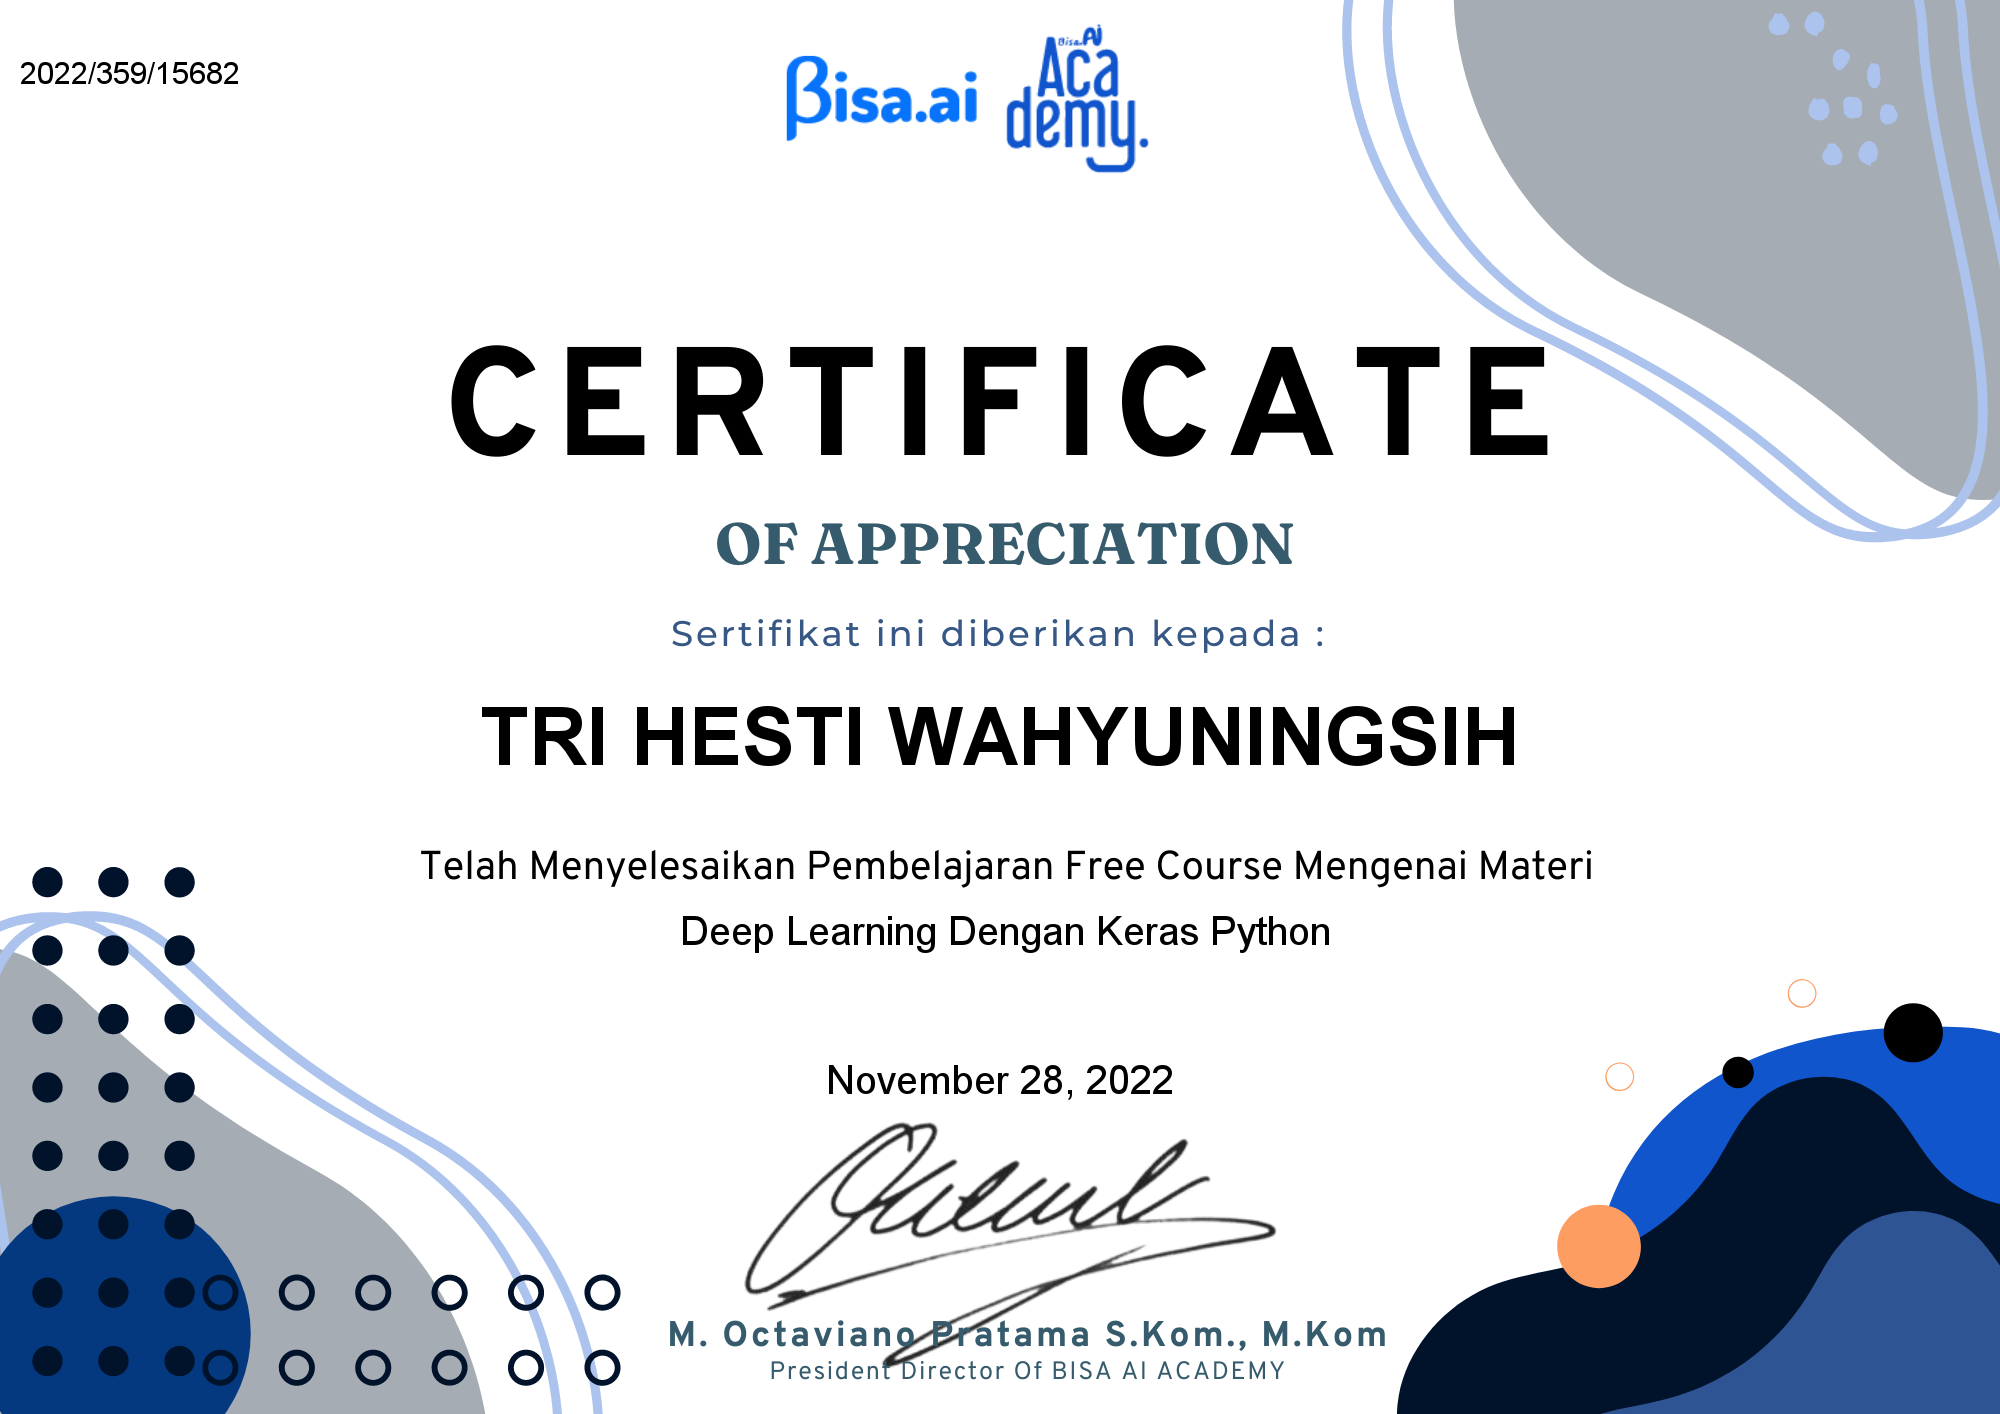 2022/359/15682
Bisa.ai
Bisa.Ai
Aca
demy.
CERTIFICATE
OF APPRECIATION
Sertifikat ini diberikan kepada :
TRI HESTI WAHYUNINGSIH
Telah Menyelesaikan Pembelajaran Free Course Mengenai Materi
Deep Learning Dengan Keras Python
November 28, 2022
M. Octaviano Pratama S.Kom., M.Kom
President Director Of BISA AI ACADEMY